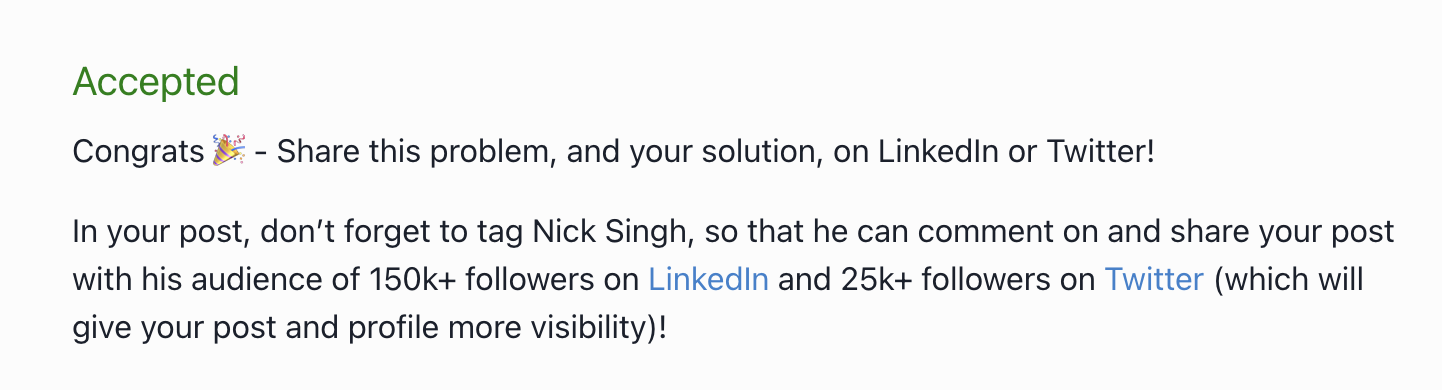 Accepted
Congrats 🎉 - Share this problem, and your solution, on LinkedIn or Twitter!
In your post, don’t forget to tag Nick Singh, so that he can comment on and share your post
with his audience of 150k+ followers on LinkedIn and 25k+ followers on Twitter (which will
give your post and profile more visibility)!